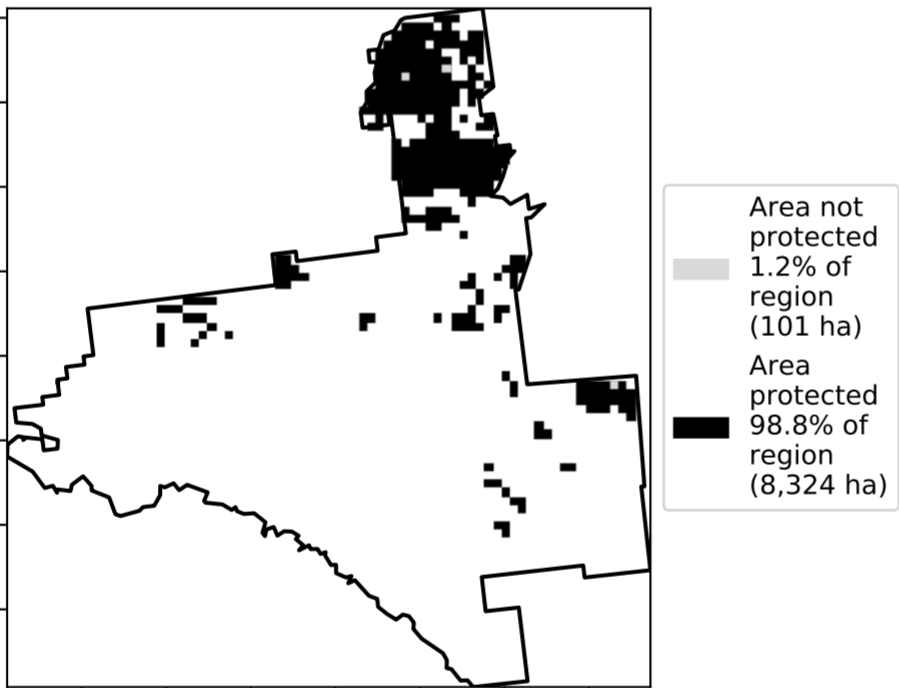 Area not
protected
1.2% of
region
(101 ha)
Area
protected
98.8% of
region
(8,324 ha)